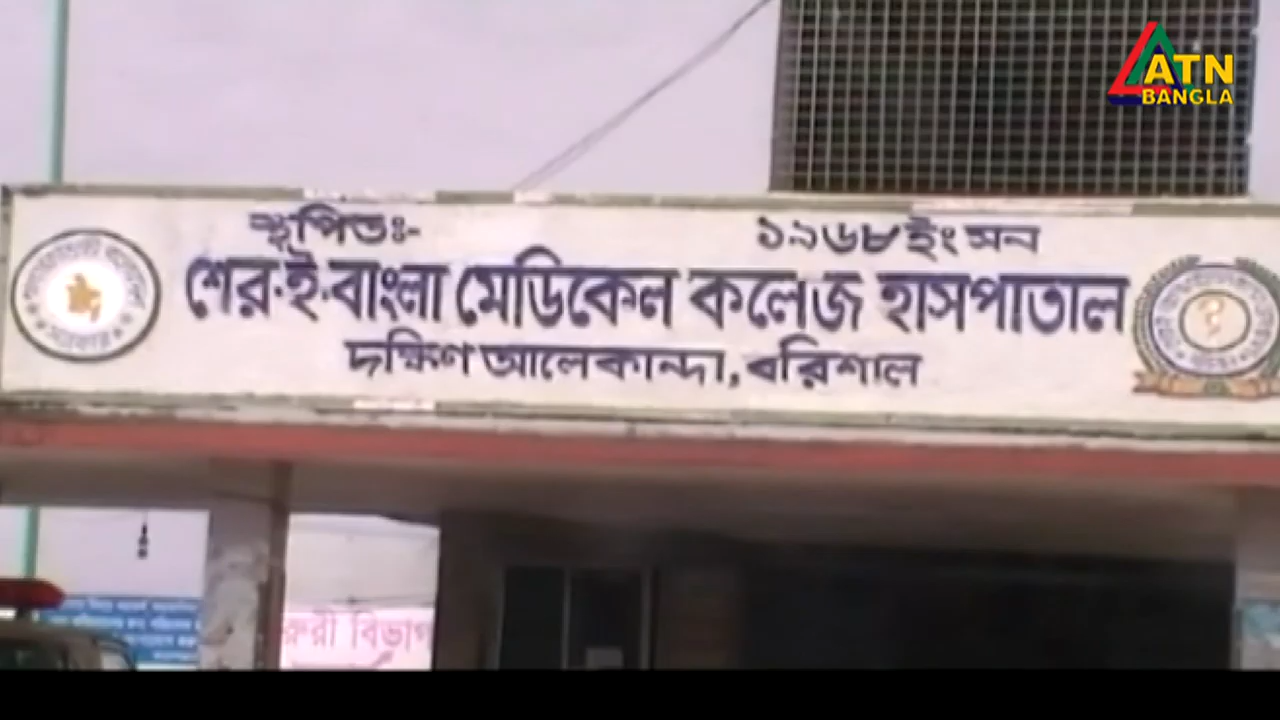 ATN
BANGLA
স্থাপিতঃ- ১৯৬৮ইং সন
শের-ই-বাংলা মেডিকেল কলেজ হাসপাতাল
দক্ষিণ আলেকান্দা, বরিশাল
রুরী বিভাগ